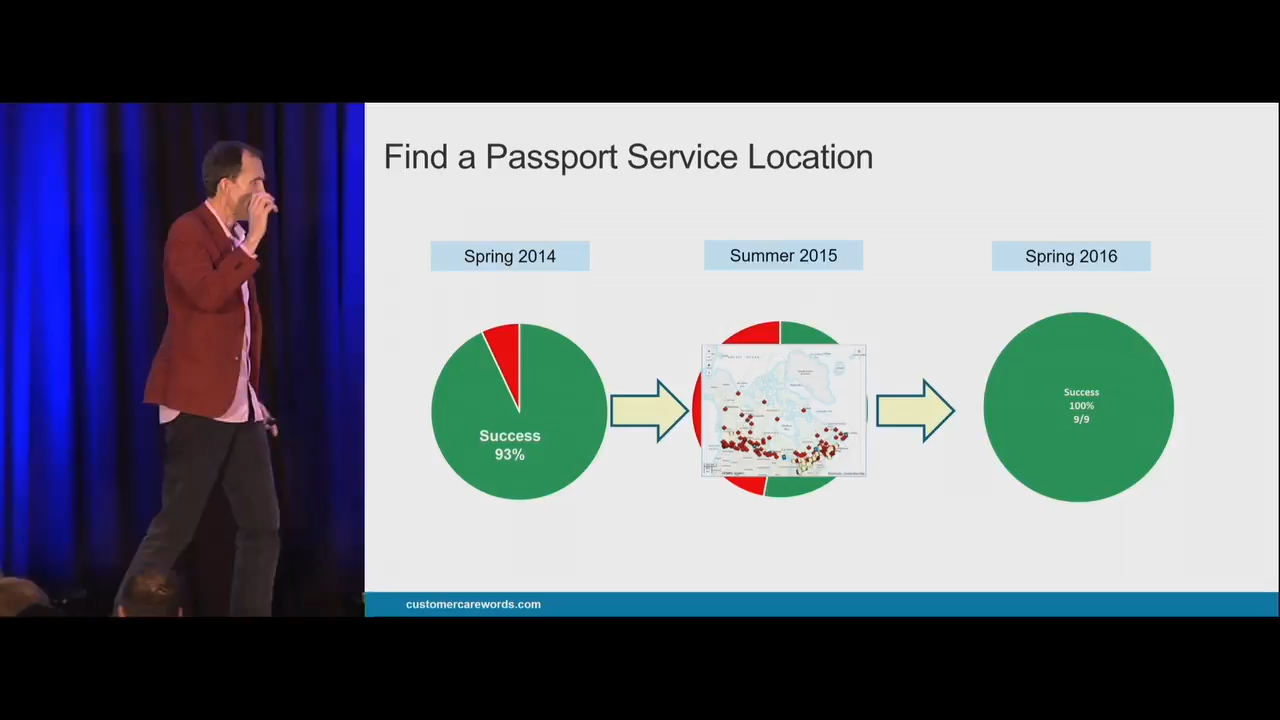 Find a Passport Service Location
Spring 2014
Summer 2015
Spring 2016
Success
93%
Success
100%
9/9
customercarewords.com